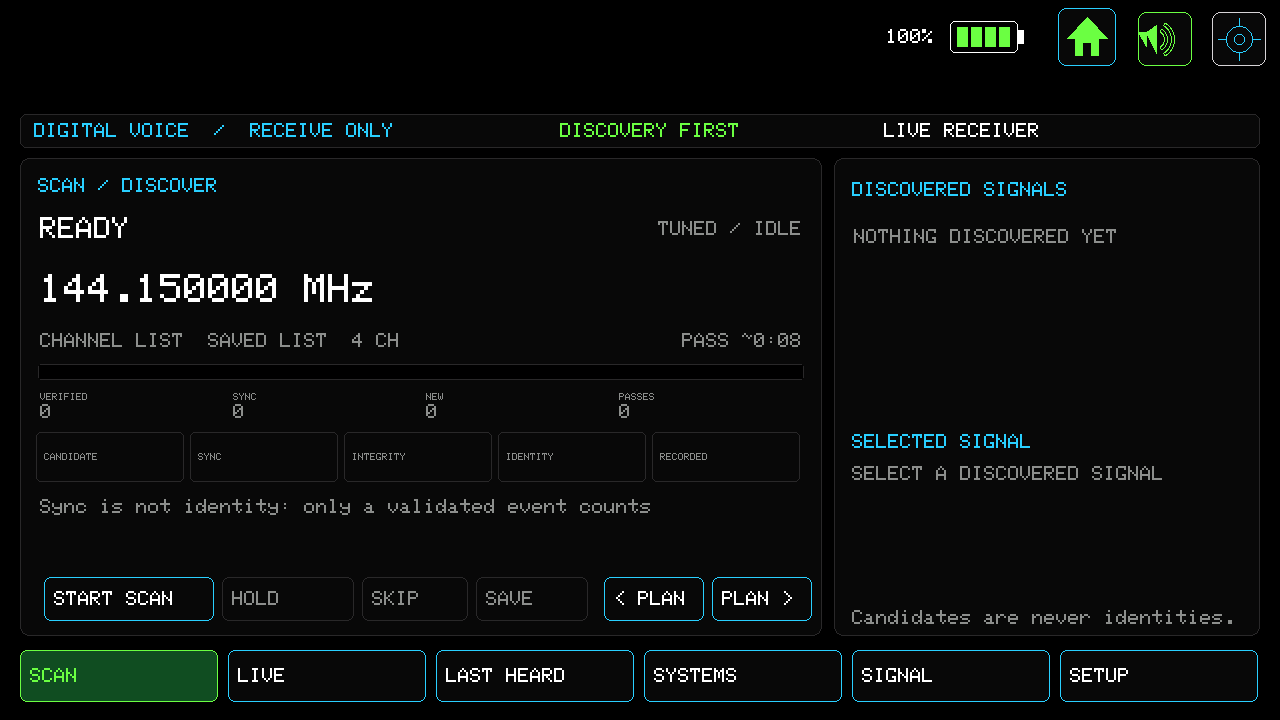 100%
DIGITAL VOICE / RECEIVE ONLY DISCOVERY FIRST LIVE RECEIVER
SCAN / DISCOVER
READY TUNED / IDLE
144.150000 MHz
CHANNEL LIST SAVED LIST 4 CH PASS ~0:08
VERIFIED SYNC NEW PASSES
0 0 0 0
CANDIDATE SYNC INTEGRITY IDENTITY RECORDED
Sync is not identity: only a validated event counts
START SCAN HOLD SKIP SAVE < PLAN PLAN >
DISCOVERED SIGNALS
NOTHING DISCOVERED YET
SELECTED SIGNAL
SELECT A DISCOVERED SIGNAL
Candidates are never identities.
SCAN LIVE LAST HEARD SYSTEMS SIGNAL SETUP